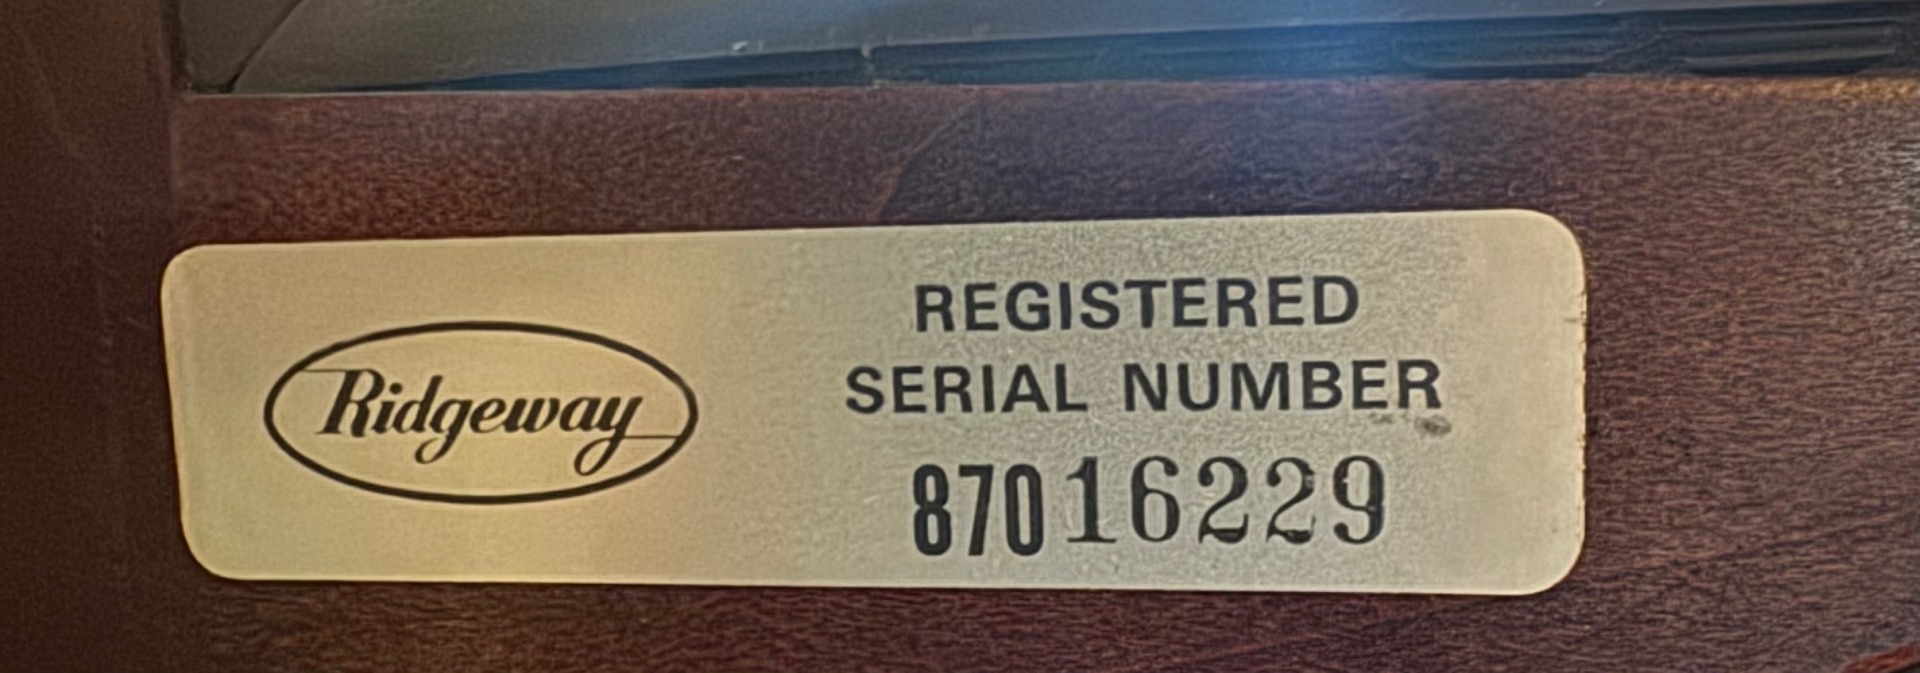 Ridgeway
REGISTERED
SERIAL NUMBER
87016229